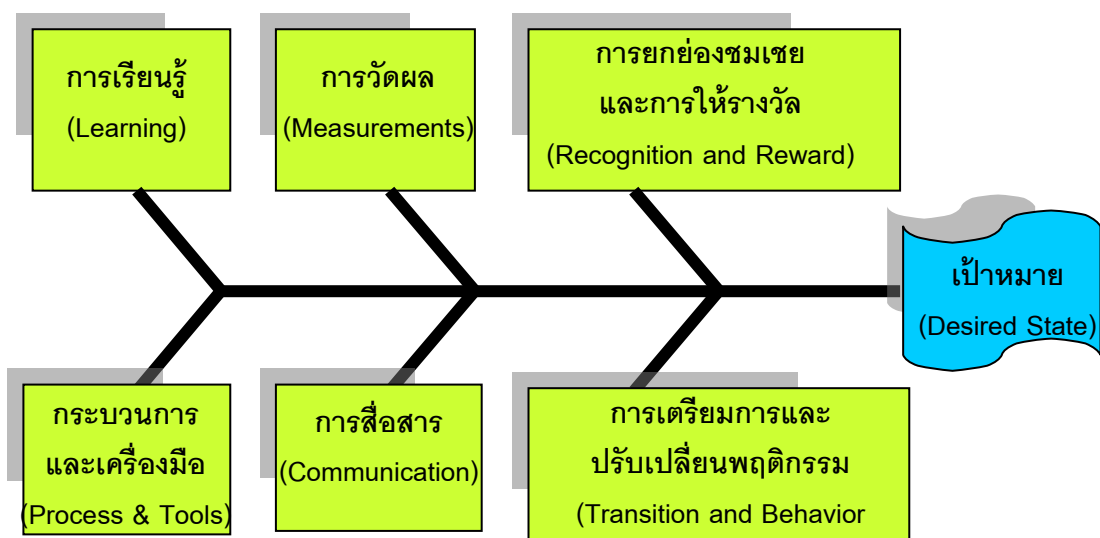 การเรียนรู้
(Learning)
การวัดผล
(Measurements)
การยกย่องชมเชย
และการให้รางวัล
(Recognition and Reward)
เป้าหมาย
(Desired State)
กระบวนการ
และเครื่องมือ
(Process & Tools)
การสื่อสาร
(Communication)
การเตรียมการและ
ปรับเปลี่ยนพฤติกรรม
(Transition and Behavior